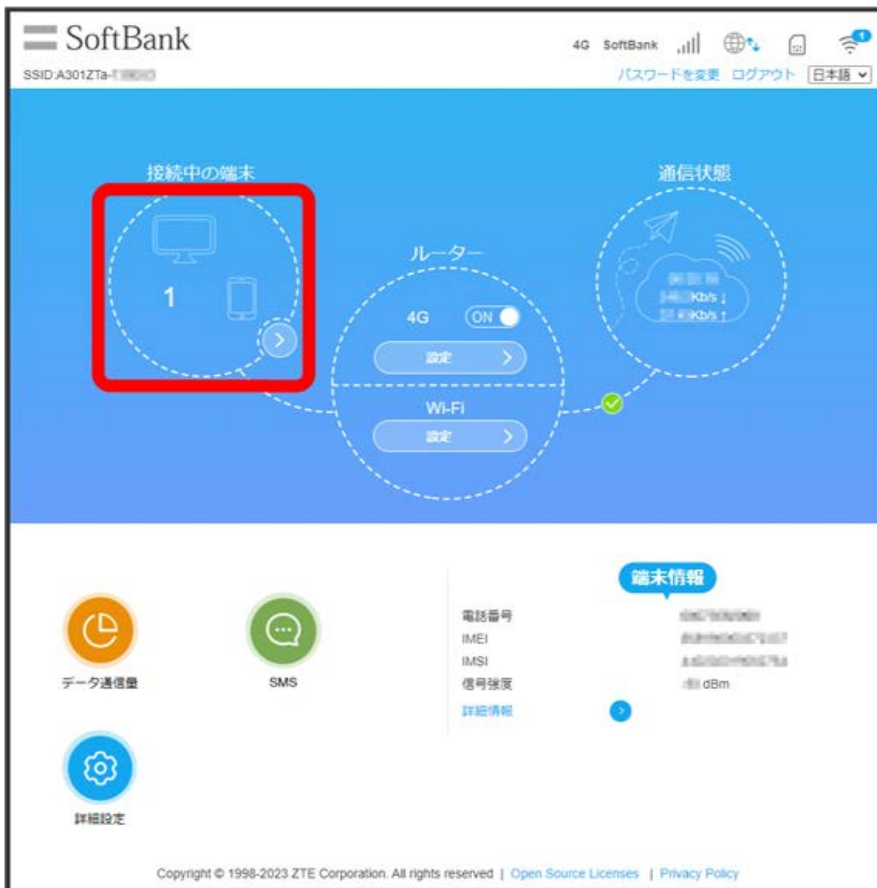 SoftBank
4G SoftBank
1
SSID:A301ZTa-
パスワードを変更 ログアウト 日本語
接続中の端末
通信状態
ルーター
1
4G ON
Kb/s ↓
Kb/s ↑
設定
Wi-Fi
設定
端末情報
電話番号
IMEI
IMSI
信号強度 dBm
詳細情報
データ通信量
SMS
詳細設定
Copyright © 1998-2023 ZTE Corporation. All rights reserved | Open Source Licenses | Privacy Policy